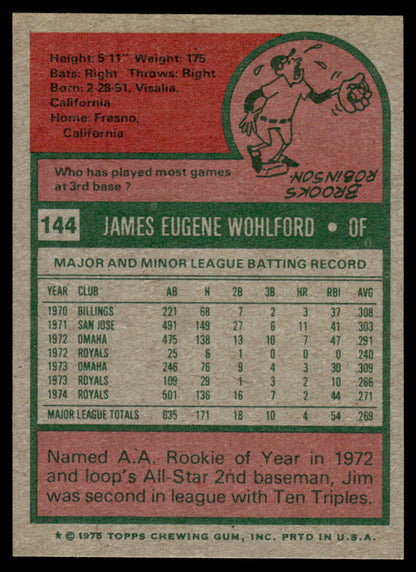 Height: 5'11" Weight: 175
Bats: Right Throws: Right
Born: 2-28-51, Visalia,
California
Home: Fresno,
California
Who has played most games
at 3rd base ?
BROOKS
ROBINSON
144 JAMES EUGENE WOHLFORD • OF
MAJOR AND MINOR LEAGUE BATTING RECORD
YEAR CLUB AB H 2B 3B HR RBI AVG
1970 BILLINGS 221 68 7 2 3 37 .308
1971 SAN JOSE 491 149 27 6 11 41 .303
1972 OMAHA 475 138 13 10 7 47 .291
1972 ROYALS 25 6 1 0 0 0 .240
1973 OMAHA 246 76 9 3 3 30 .309
1973 ROYALS 109 29 1 3 2 10 .266
1974 ROYALS 501 136 16 7 2 44 .271
MAJOR LEAGUE TOTALS 635 171 18 10 4 54 .269
Named A.A. Rookie of Year in 1972
and loop's All-Star 2nd baseman, Jim
was second in league with Ten Triples.
* © 1975 TOPPS CHEWING GUM, INC. PRTD IN U.S.A.